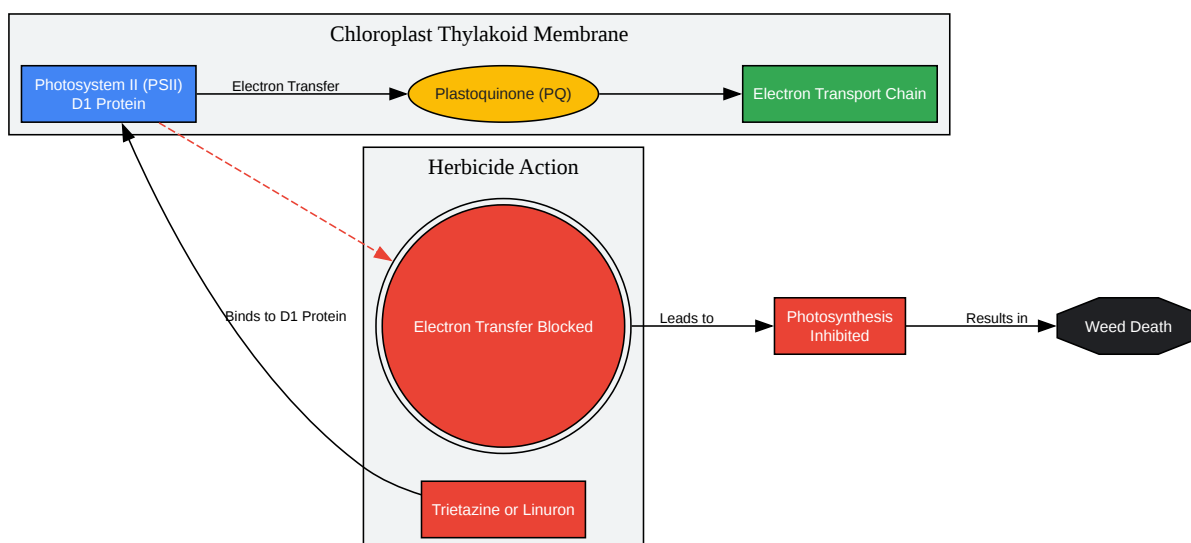 Chloroplast Thylakoid Membrane
Photosystem II (PSII)
D1 Protein
Electron Transfer
Plastoquinone (PQ)
Electron Transport Chain
Herbicide Action
Binds to D1 Protein
Electron Transfer Blocked
Leads to
Photosynthesis
Inhibited
Results in
Weed Death
Trietazine or Linuron